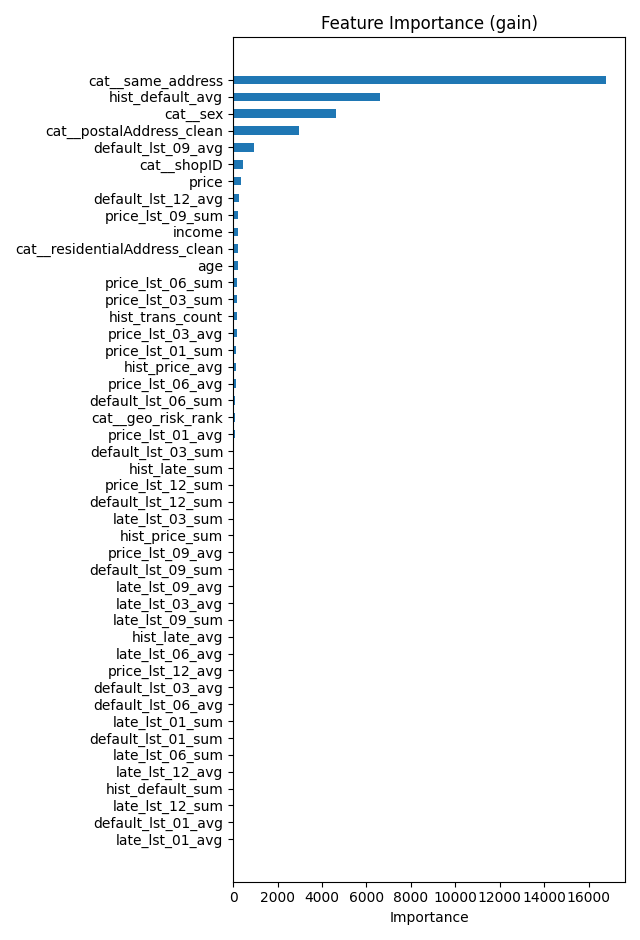 Feature Importance (gain)
cat__same_address
hist_default_avg
cat__sex
cat__postalAddress_clean
default_lst_09_avg
cat__shopID
price
default_lst_12_avg
price_lst_09_sum
income
cat__residentialAddress_clean
age
price_lst_06_sum
price_lst_03_sum
hist_trans_count
price_lst_03_avg
price_lst_01_sum
hist_price_avg
price_lst_06_avg
default_lst_06_sum
cat__geo_risk_rank
price_lst_01_avg
default_lst_03_sum
hist_late_sum
price_lst_12_sum
default_lst_12_sum
late_lst_03_sum
hist_price_sum
price_lst_09_avg
default_lst_09_sum
late_lst_09_avg
late_lst_03_avg
late_lst_09_sum
hist_late_avg
late_lst_06_avg
price_lst_12_avg
default_lst_03_avg
default_lst_06_avg
late_lst_01_sum
default_lst_01_sum
late_lst_06_sum
late_lst_12_avg
hist_default_sum
late_lst_12_sum
default_lst_01_avg
late_lst_01_avg
0 2000 4000 6000 8000 10000 12000 14000 16000
Importance